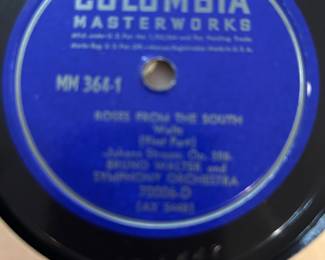 COLUMBIA
MASTERWORKS
MM 364-1
ROSES FROM THE SOUTH
Waltz
(First Part)
-Johann Strauss, Op. 388-
BRUNO WALTER and
SYMPHONY ORCHESTRA
70006-D